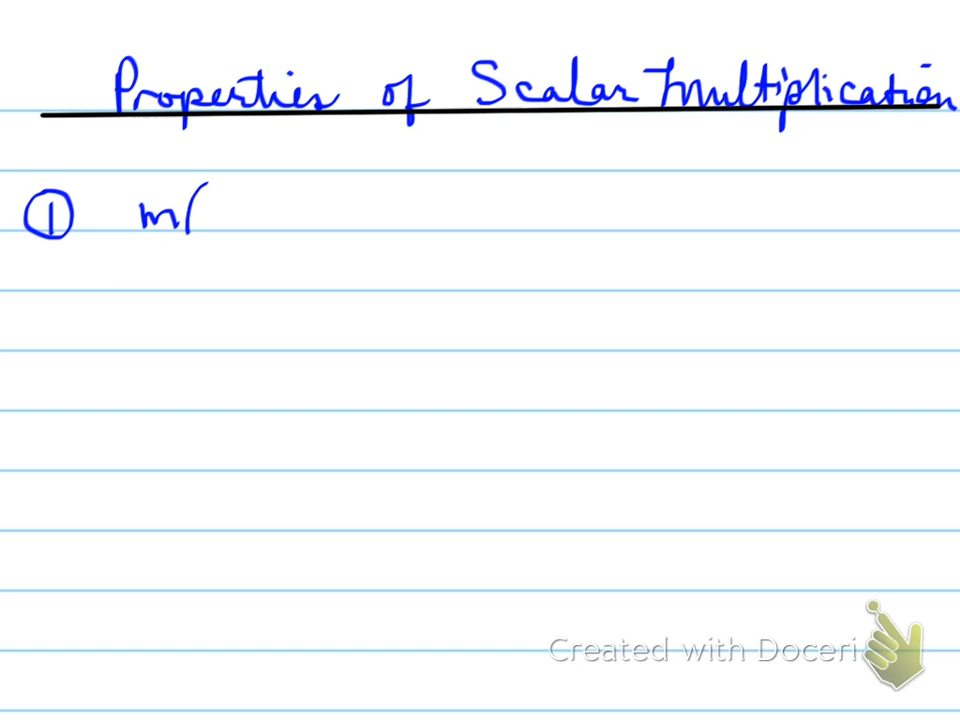 Properties of Scalar multiplication
① m(
Created with Doceri